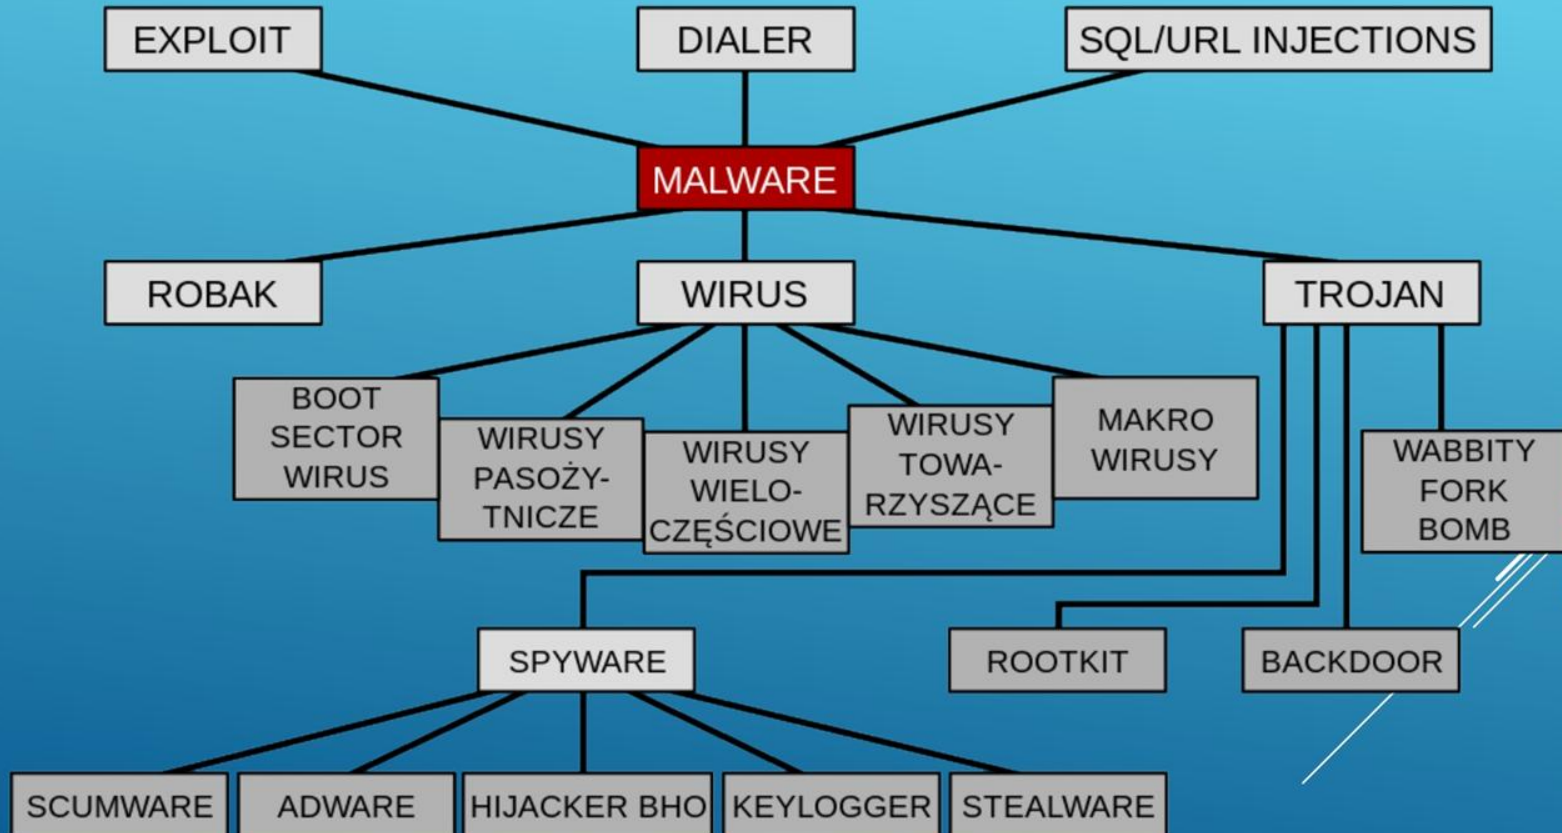 EXPLOIT
DIALER
SQL/URL INJECTIONS
MALWARE
ROBAK
WIRUS
TROJAN
BOOT
SECTOR
WIRUS
WIRUSY
PASOŻY-
TNICZE
WIRUSY
WIELO-
CZĘŚCIOWE
WIRUSY
TOWA-
RZYSZĄCE
MAKRO
WIRUSY
WABBITY
FORK
BOMB
SPYWARE
ROOTKIT
BACKDOOR
SCUMWARE
ADWARE
HIJACKER BHO
KEYLOGGER
STEALWARE